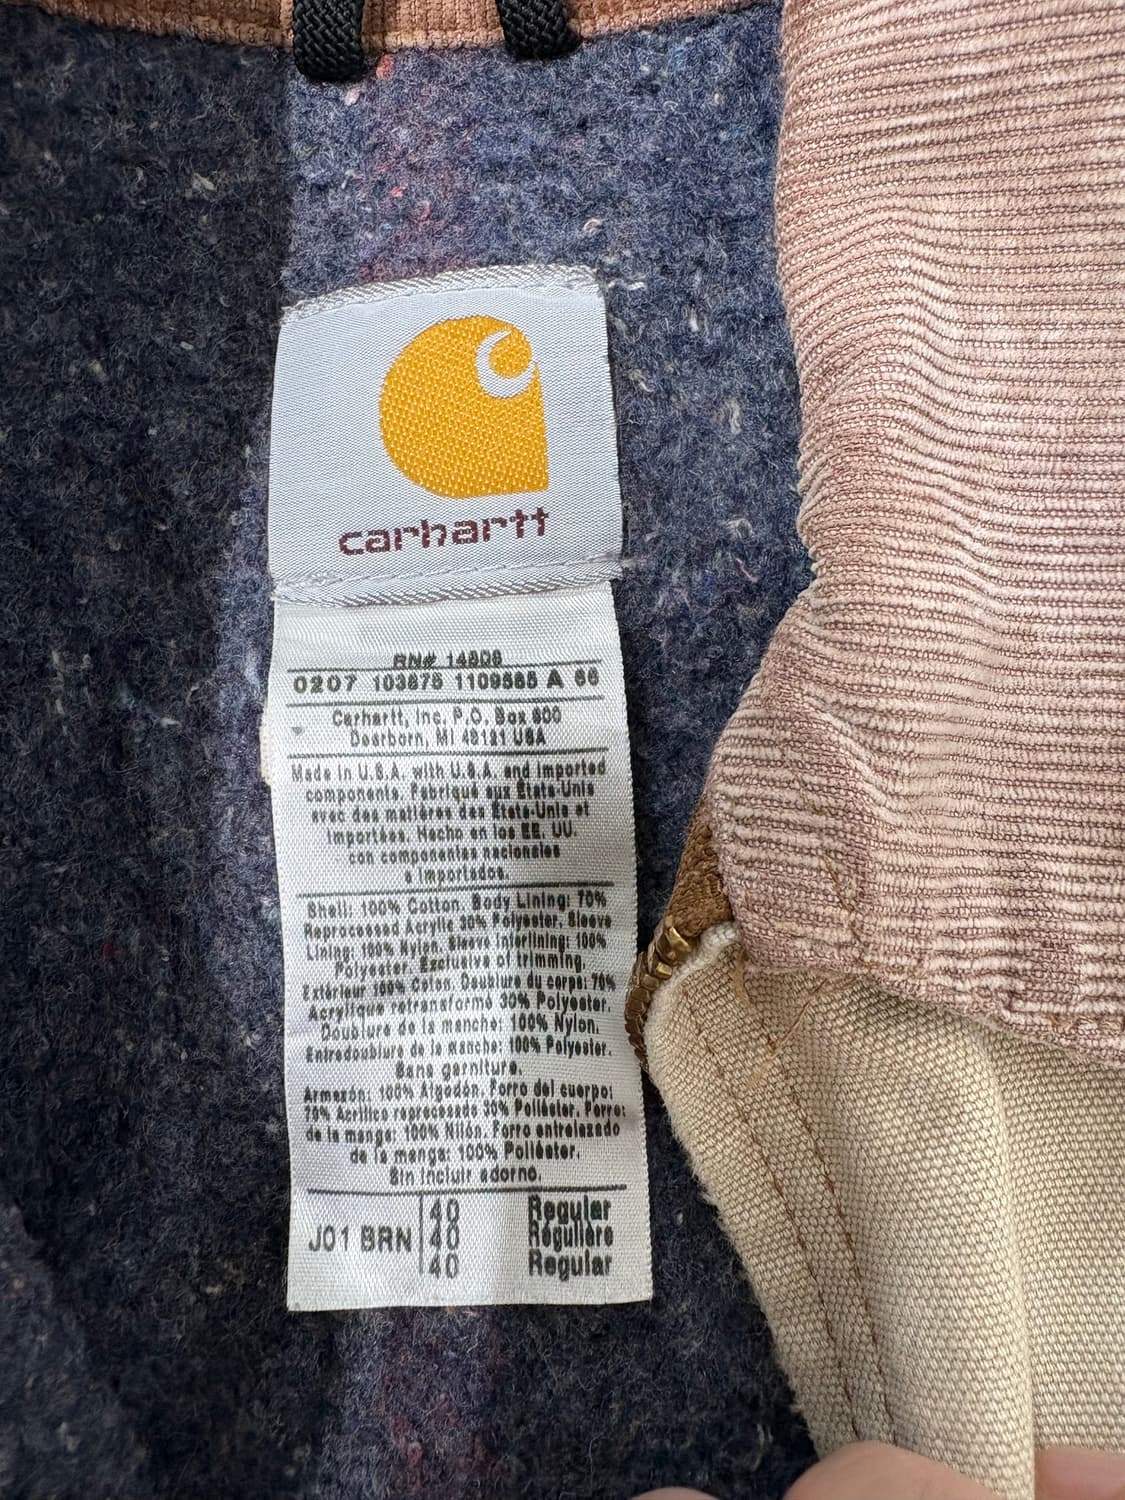 carhartt
RN# 14806
0207 103875 1109585 A 66
Carhartt, Inc. P.O. Box 600
Dearborn, MI 48121 USA
Made in U.S.A. with U.S.A. and imported
components. Fabriqué aux États-Unis
avec des matières des États-Unis et
importées. Hecho en los EE. UU.
con componentes nacionales
e importados.
Shell: 100% Cotton. Body Lining: 70%
Reprocessed Acrylic 30% Polyester. Sleeve
Lining: 100% Nylon. Sleeve Interlining: 100%
Polyester. Exclusive of trimming.
Extérieur 100% Coton. Doublure du corps: 70%
Acrylique retransformé 30% Polyester.
Doublure de la manche: 100% Nylon.
Entredoublure de la manche: 100% Polyester.
Sans garniture.
Armazón: 100% Algodón. Forro del cuerpo:
70% Acrílico reprocesado 30% Poliéster. Forro:
de la manga: 100% Nilón. Forro entrelazado
de la manga: 100% Poliéster.
Sin incluir adorno.
J01 BRN 40 Regular
40 Régulière
40 Regular